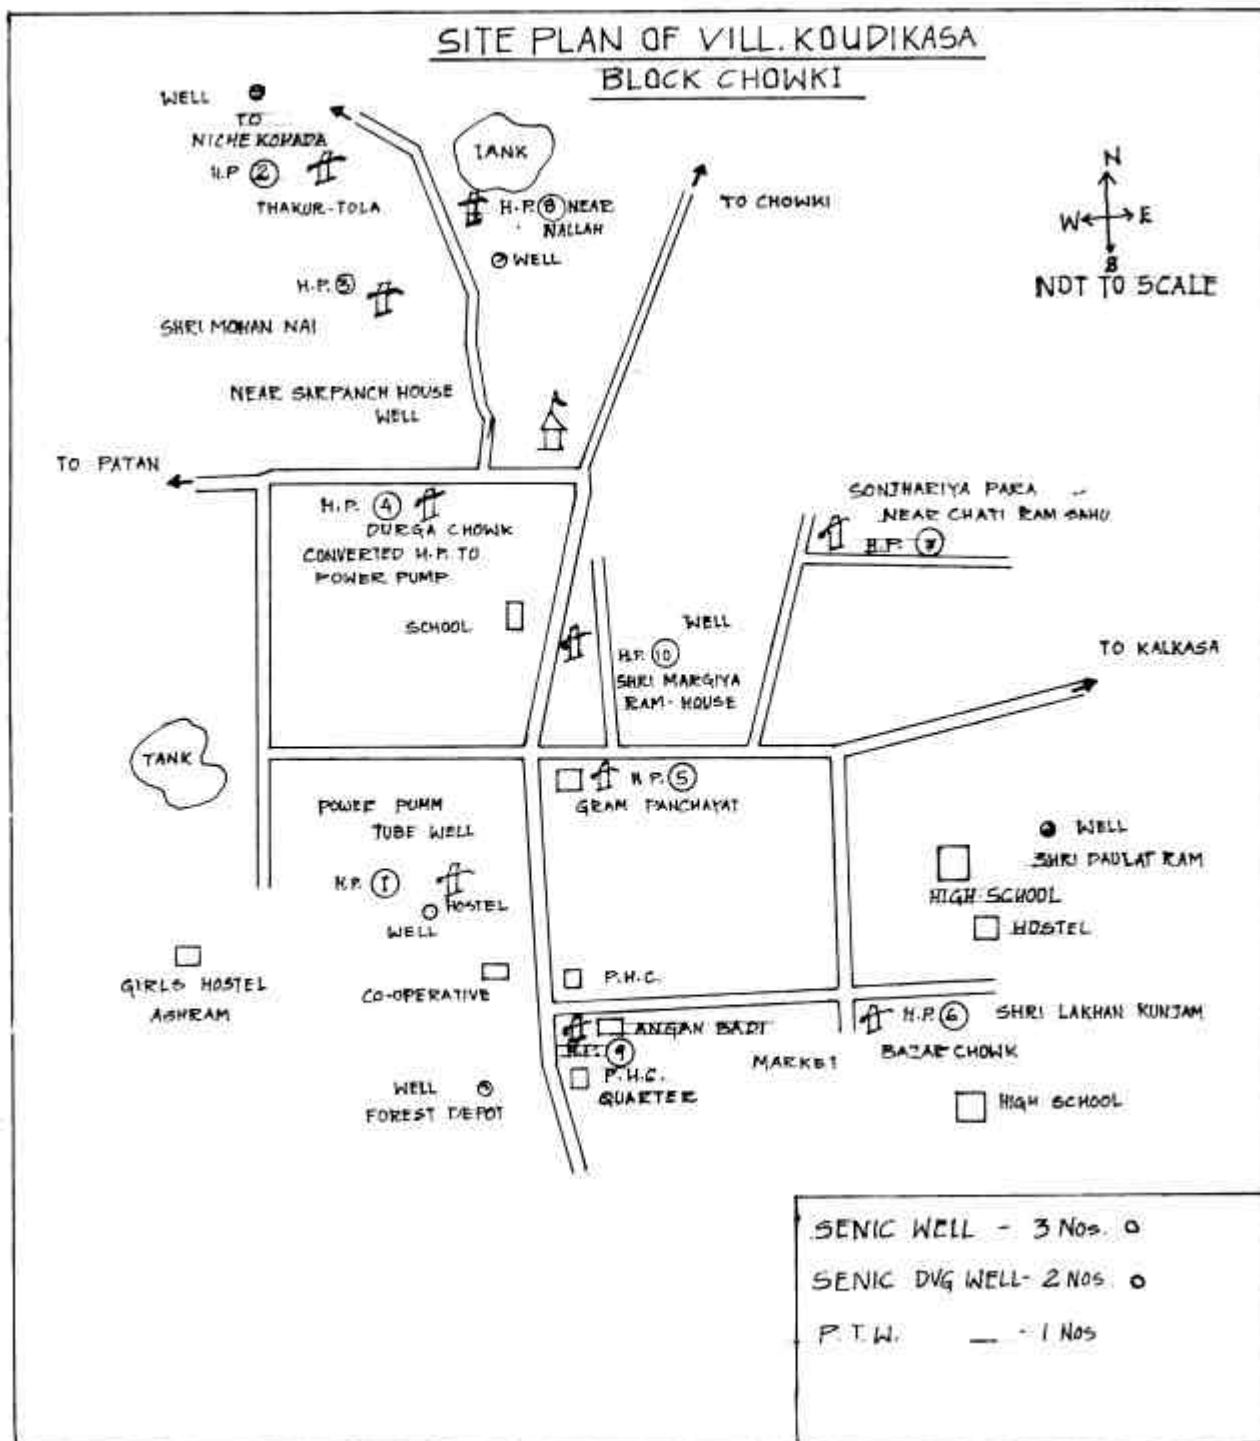 SITE PLAN OF VILL. KOUDIKASA
BLOCK CHOWKI
WELL
TO
NICHE KOHADA
H.P 2
THAKUR-TOLA
TANK
H.P. 8 NEAR
NALLAH
WELL
TO CHOWKI
N
W E
S
NOT TO SCALE
H.P. 3
SHRI MOHAN NAI
NEAR SARPANCH HOUSE
WELL
TO PATAN
H.P. 4
DURGA CHOWK
CONVERTED H.P. TO
POWER PUMP
SCHOOL
SONJHARIYA PARA
NEAR CHATI RAM SAHU
H.P. 7
WELL
H.P. 10
SHRI MARGIYA
RAM-HOUSE
TO KALKASA
TANK
H P. 5
GRAM PANCHAYAT
POWER PUMM
TUBE WELL
H.P. 1
HOSTEL
WELL
WELL
SHRI DAULAT RAM
HIGH SCHOOL
HOSTEL
GIRLS HOSTEL
ASHRAM
CO-OPERATIVE
P.H.C.
ANGAN BADI
H.P. 9
P.H.C.
QUARTER
MARKET
H.P. 6 SHRI LAKHAN KUNJAM
BAZAR CHOWK
WELL
FOREST DEPOT
HIGH SCHOOL
SENIC WELL - 3 Nos.
SENIC DVG WELL- 2 NOS.
P.T.W. — - 1 Nos